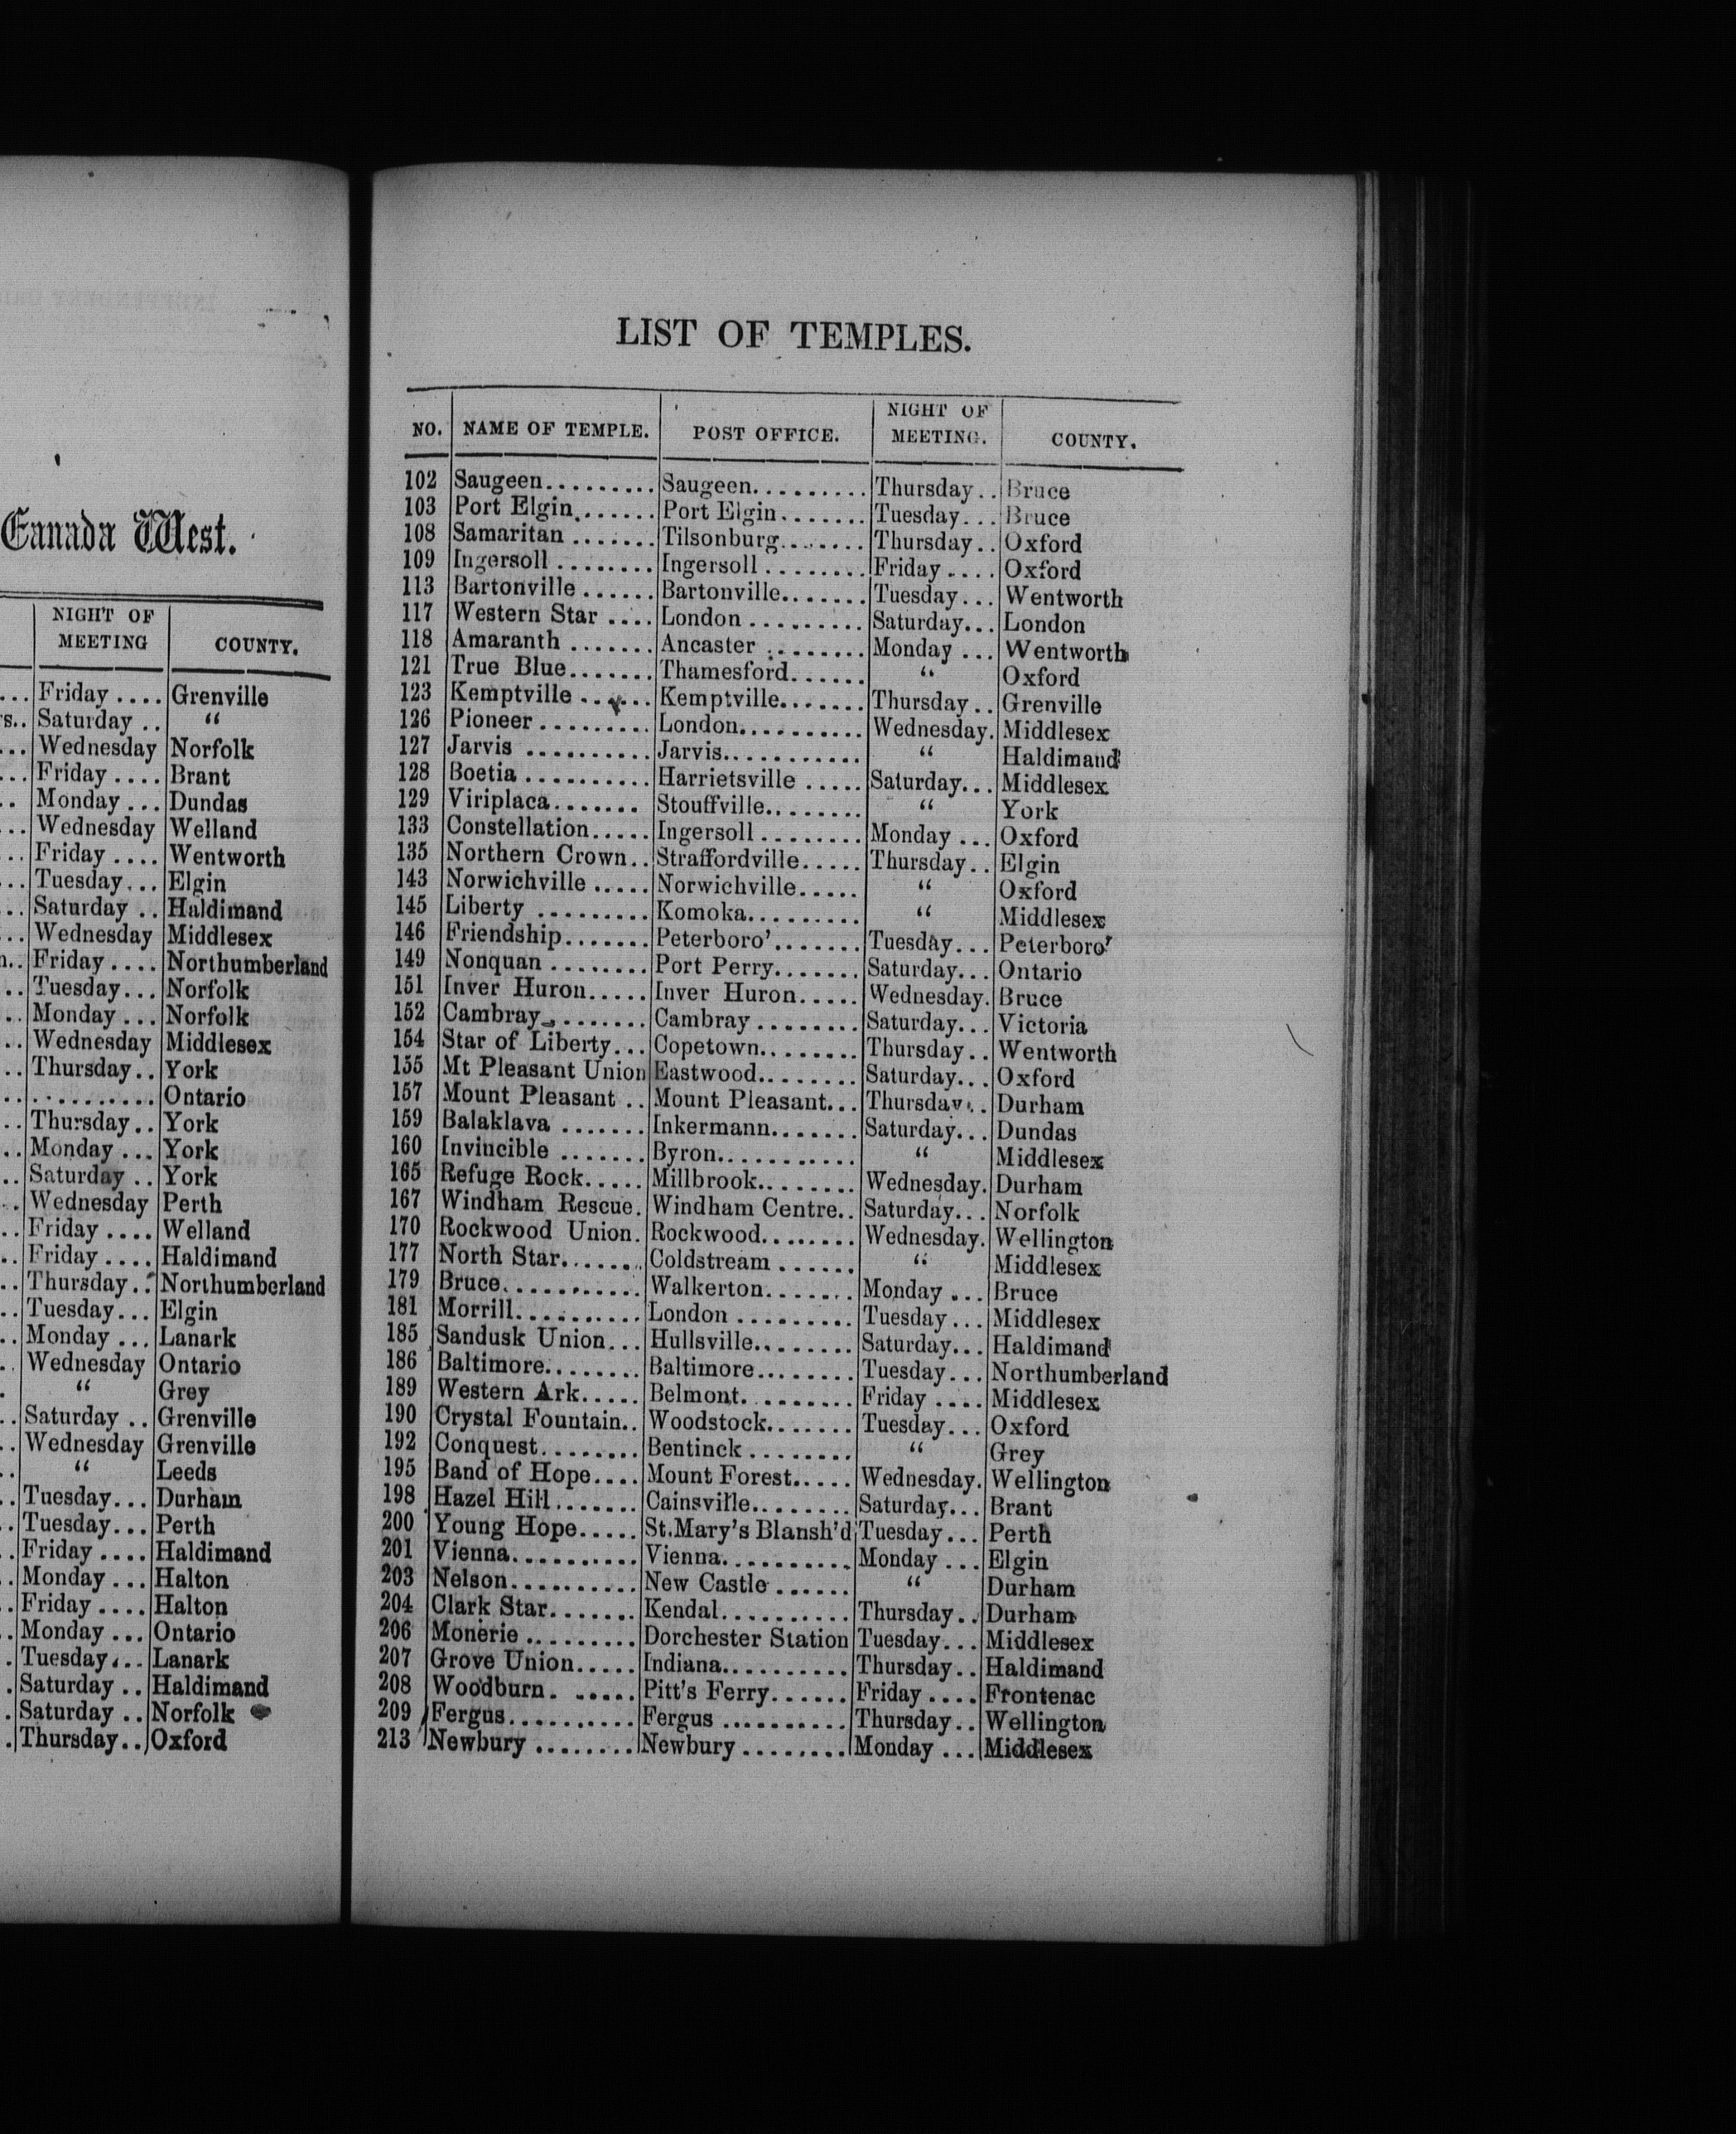 Canada West.
NIGHT OF MEETING COUNTY.
Friday .... Grenville
Saturday .. “
Wednesday Norfolk
Friday .... Brant
Monday ... Dundas
Wednesday Welland
Friday .... Wentworth
Tuesday... Elgin
Saturday .. Haldimand
Wednesday Middlesex
Friday .... Northumberland
Tuesday... Norfolk
Monday ... Norfolk
Wednesday Middlesex
Thursday.. York
.......... Ontario
Thursday.. York
Monday ... York
Saturday .. York
Wednesday Perth
Friday .... Welland
Friday .... Haldimand
Thursday .. Northumberland
Tuesday... Elgin
Monday ... Lanark
Wednesday Ontario
“ Grey
Saturday .. Grenville
Wednesday Grenville
“ Leeds
Tuesday... Durham
Tuesday... Perth
Friday .... Haldimand
Monday ... Halton
Friday .... Halton
Monday ... Ontario
Tuesday... Lanark
Saturday .. Haldimand
Saturday .. Norfolk
Thursday.. Oxford
LIST OF TEMPLES.
NO. NAME OF TEMPLE. POST OFFICE. NIGHT OF MEETING. COUNTY.
102 Saugeen.......... Saugeen.......... Thursday.. Bruce
103 Port Elgin....... Port Elgin....... Tuesday... Bruce
108 Samaritan ....... Tilsonburg........ Thursday.. Oxford
109 Ingersoll ........ Ingersoll ........ Friday .... Oxford
113 Bartonville ...... Bartonville....... Tuesday... Wentworth
117 Western Star .... London ......... Saturday... London
118 Amaranth ....... Ancaster ........ Monday ... Wentworth
121 True Blue....... Thamesford...... “ Oxford
123 Kemptville ...... Kemptville....... Thursday.. Grenville
126 Pioneer ......... London.......... Wednesday. Middlesex
127 Jarvis .......... Jarvis........... “ Haldimand
128 Boetia .......... Harrietsville ..... Saturday... Middlesex
129 Viriplaca....... Stouffville........ “ York
133 Constellation..... Ingersoll ........ Monday ... Oxford
135 Northern Crown.. Straffordville..... Thursday.. Elgin
143 Norwichville ..... Norwichville..... “ Oxford
145 Liberty ......... Komoka......... “ Middlesex
146 Friendship....... Peterboro’....... Tuesday... Peterboro’
149 Nonquan ........ Port Perry....... Saturday... Ontario
151 Inver Huron..... Inver Huron..... Wednesday. Bruce
152 Cambray........ Cambray ........ Saturday... Victoria
154 Star of Liberty... Copetown........ Thursday.. Wentworth
155 Mt Pleasant Union Eastwood........ Saturday... Oxford
157 Mount Pleasant .. Mount Pleasant... Thursday.. Durham
159 Balaklava ....... Inkermann....... Saturday... Dundas
160 Invincible ....... Byron........... “ Middlesex
165 Refuge Rock..... Millbrook........ Wednesday. Durham
167 Windham Rescue. Windham Centre.. Saturday... Norfolk
170 Rockwood Union. Rockwood........ Wednesday. Wellington
177 North Star....... Coldstream ...... “ Middlesex
179 Bruce........... Walkerton....... Monday ... Bruce
181 Morrill.......... London ......... Tuesday... Middlesex
185 Sandusk Union... Hullsville........ Saturday... Haldimand
186 Baltimore........ Baltimore........ Tuesday... Northumberland
189 Western Ark..... Belmont......... Friday .... Middlesex
190 Crystal Fountain.. Woodstock....... Tuesday... Oxford
192 Conquest........ Bentinck ........ “ Grey
195 Band of Hope.... Mount Forest..... Wednesday. Wellington
198 Hazel Hill....... Cainsville........ Saturday... Brant
200 Young Hope..... St.Mary’s Blansh’d Tuesday... Perth
201 Vienna.......... Vienna.......... Monday ... Elgin
203 Nelson.......... New Castle ...... “ Durham
204 Clark Star....... Kendal.......... Thursday.. Durham
206 Monerie ......... Dorchester Station Tuesday... Middlesex
207 Grove Union..... Indiana.......... Thursday.. Haldimand
208 Woodburn. ..... Pitt’s Ferry...... Friday .... Frontenac
209 Fergus.......... Fergus .......... Thursday.. Wellington
213 Newbury ........ Newbury ........ Monday ... Middlesex